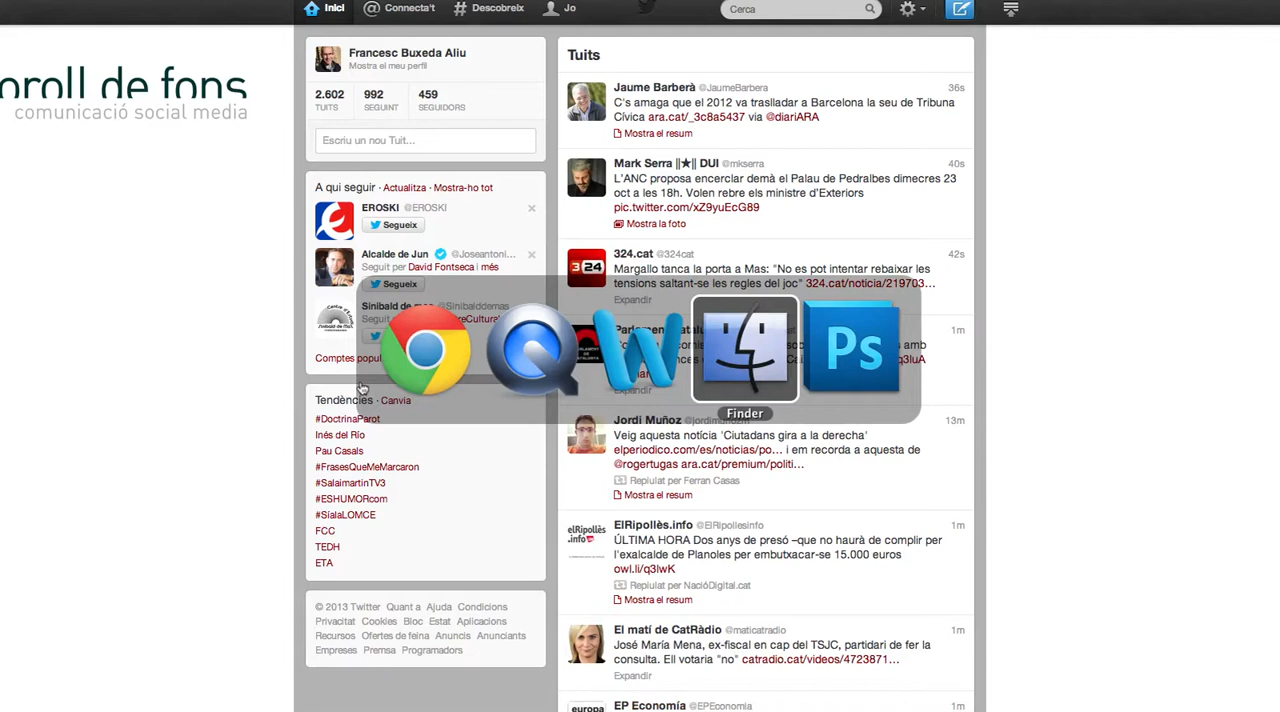 Inici
Connecta't
Descobreix
Jo
Cerca
oroll de fons
comunicació social media
Francesc Buxeda Aliu
Mostra el meu perfil
2.602 992 459
TUITS SEGUINT SEGUIDORS
Escriu un nou Tuit...
A qui seguir · Actualitza · Mostra-ho tot
EROSKI @EROSKI
Segueix
Alcalde de Jun @Joseantoni...
Seguit per David Fontseca i més
Segueix
Comptes popul
Tendències · Canvia
#DoctrinaParot
Inés del Río
Pau Casals
#FrasesQueMeMarcaron
#SalaimartinTV3
#ESHUMORcom
#SíalaLOMCE
FCC
TEDH
ETA
© 2013 Twitter Quant a Ajuda Condicions
Privacitat Cookies Bloc Estat Aplicacions
Recursos Ofertes de feina Anuncis Anunciants
Empreses Premsa Programadors
Tuits
Jaume Barberà @JaumeBarbera 36s
C's amaga que el 2012 va traslladar a Barcelona la seu de Tribuna
Cívica ara.cat/_3c8a5437 via @diariARA
Mostra el resum
Mark Serra ||★|| DUI @mkserra 40s
L'ANC proposa encerclar demà el Palau de Pedralbes dimecres 23
oct a les 18h. Volen rebre els ministre d'Exteriors
pic.twitter.com/xZ9yuEcG89
Mostra la foto
324.cat @324cat 42s
3 24
Margallo tanca la porta a Mas: "No es pot intentar rebaixar les
tensions saltant-se les regles del joc" 324.cat/noticia/219703...
Expandir
1m
Ps
Finder
Jordi Muñoz @jordimunoz 13m
Veig aquesta notícia 'Ciutadans gira a la derecha'
elperiodico.com/es/noticias/po... i em recorda a aquesta de
@rogertugas ara.cat/premium/politi...
Repiulat per Ferran Casas
Mostra el resum
ElRipollès.info @ElRipollesinfo 1m
elRipollès
.info
ÚLTIMA HORA Dos anys de presó –que no haurà de complir per
l'exalcalde de Planoles per embutxacar-se 15.000 euros
owl.li/q3lwK
Repiulat per NacióDigital.cat
Mostra el resum
El matí de CatRàdio @maticatradio 1m
José María Mena, ex-fiscal en cap del TSJC, partidari de fer la
consulta. Ell votaria "no" catradio.cat/videos/4723871...
Expandir
EP Economía @EPEconomia 1m
europa